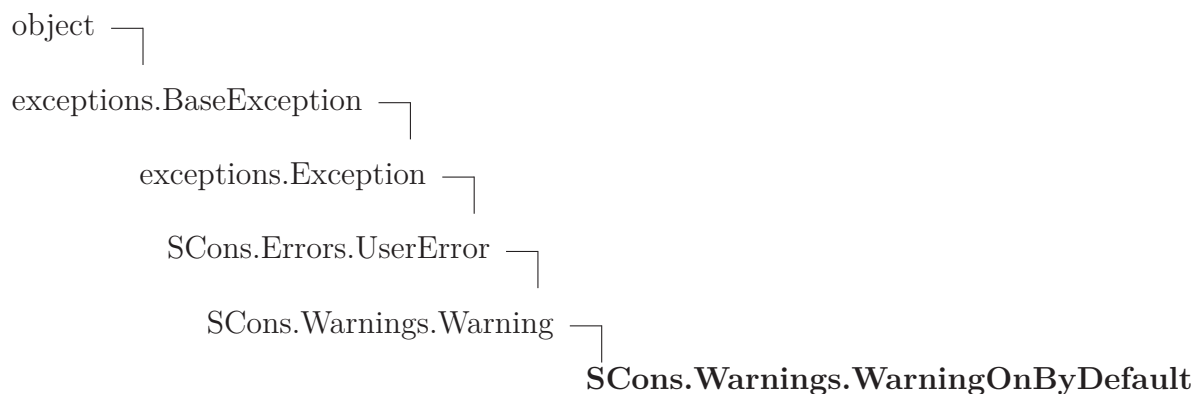 object
exceptions.BaseException
exceptions.Exception
SCons.Errors.UserError
SCons.Warnings.Warning
SCons.Warnings.WarningOnByDefault